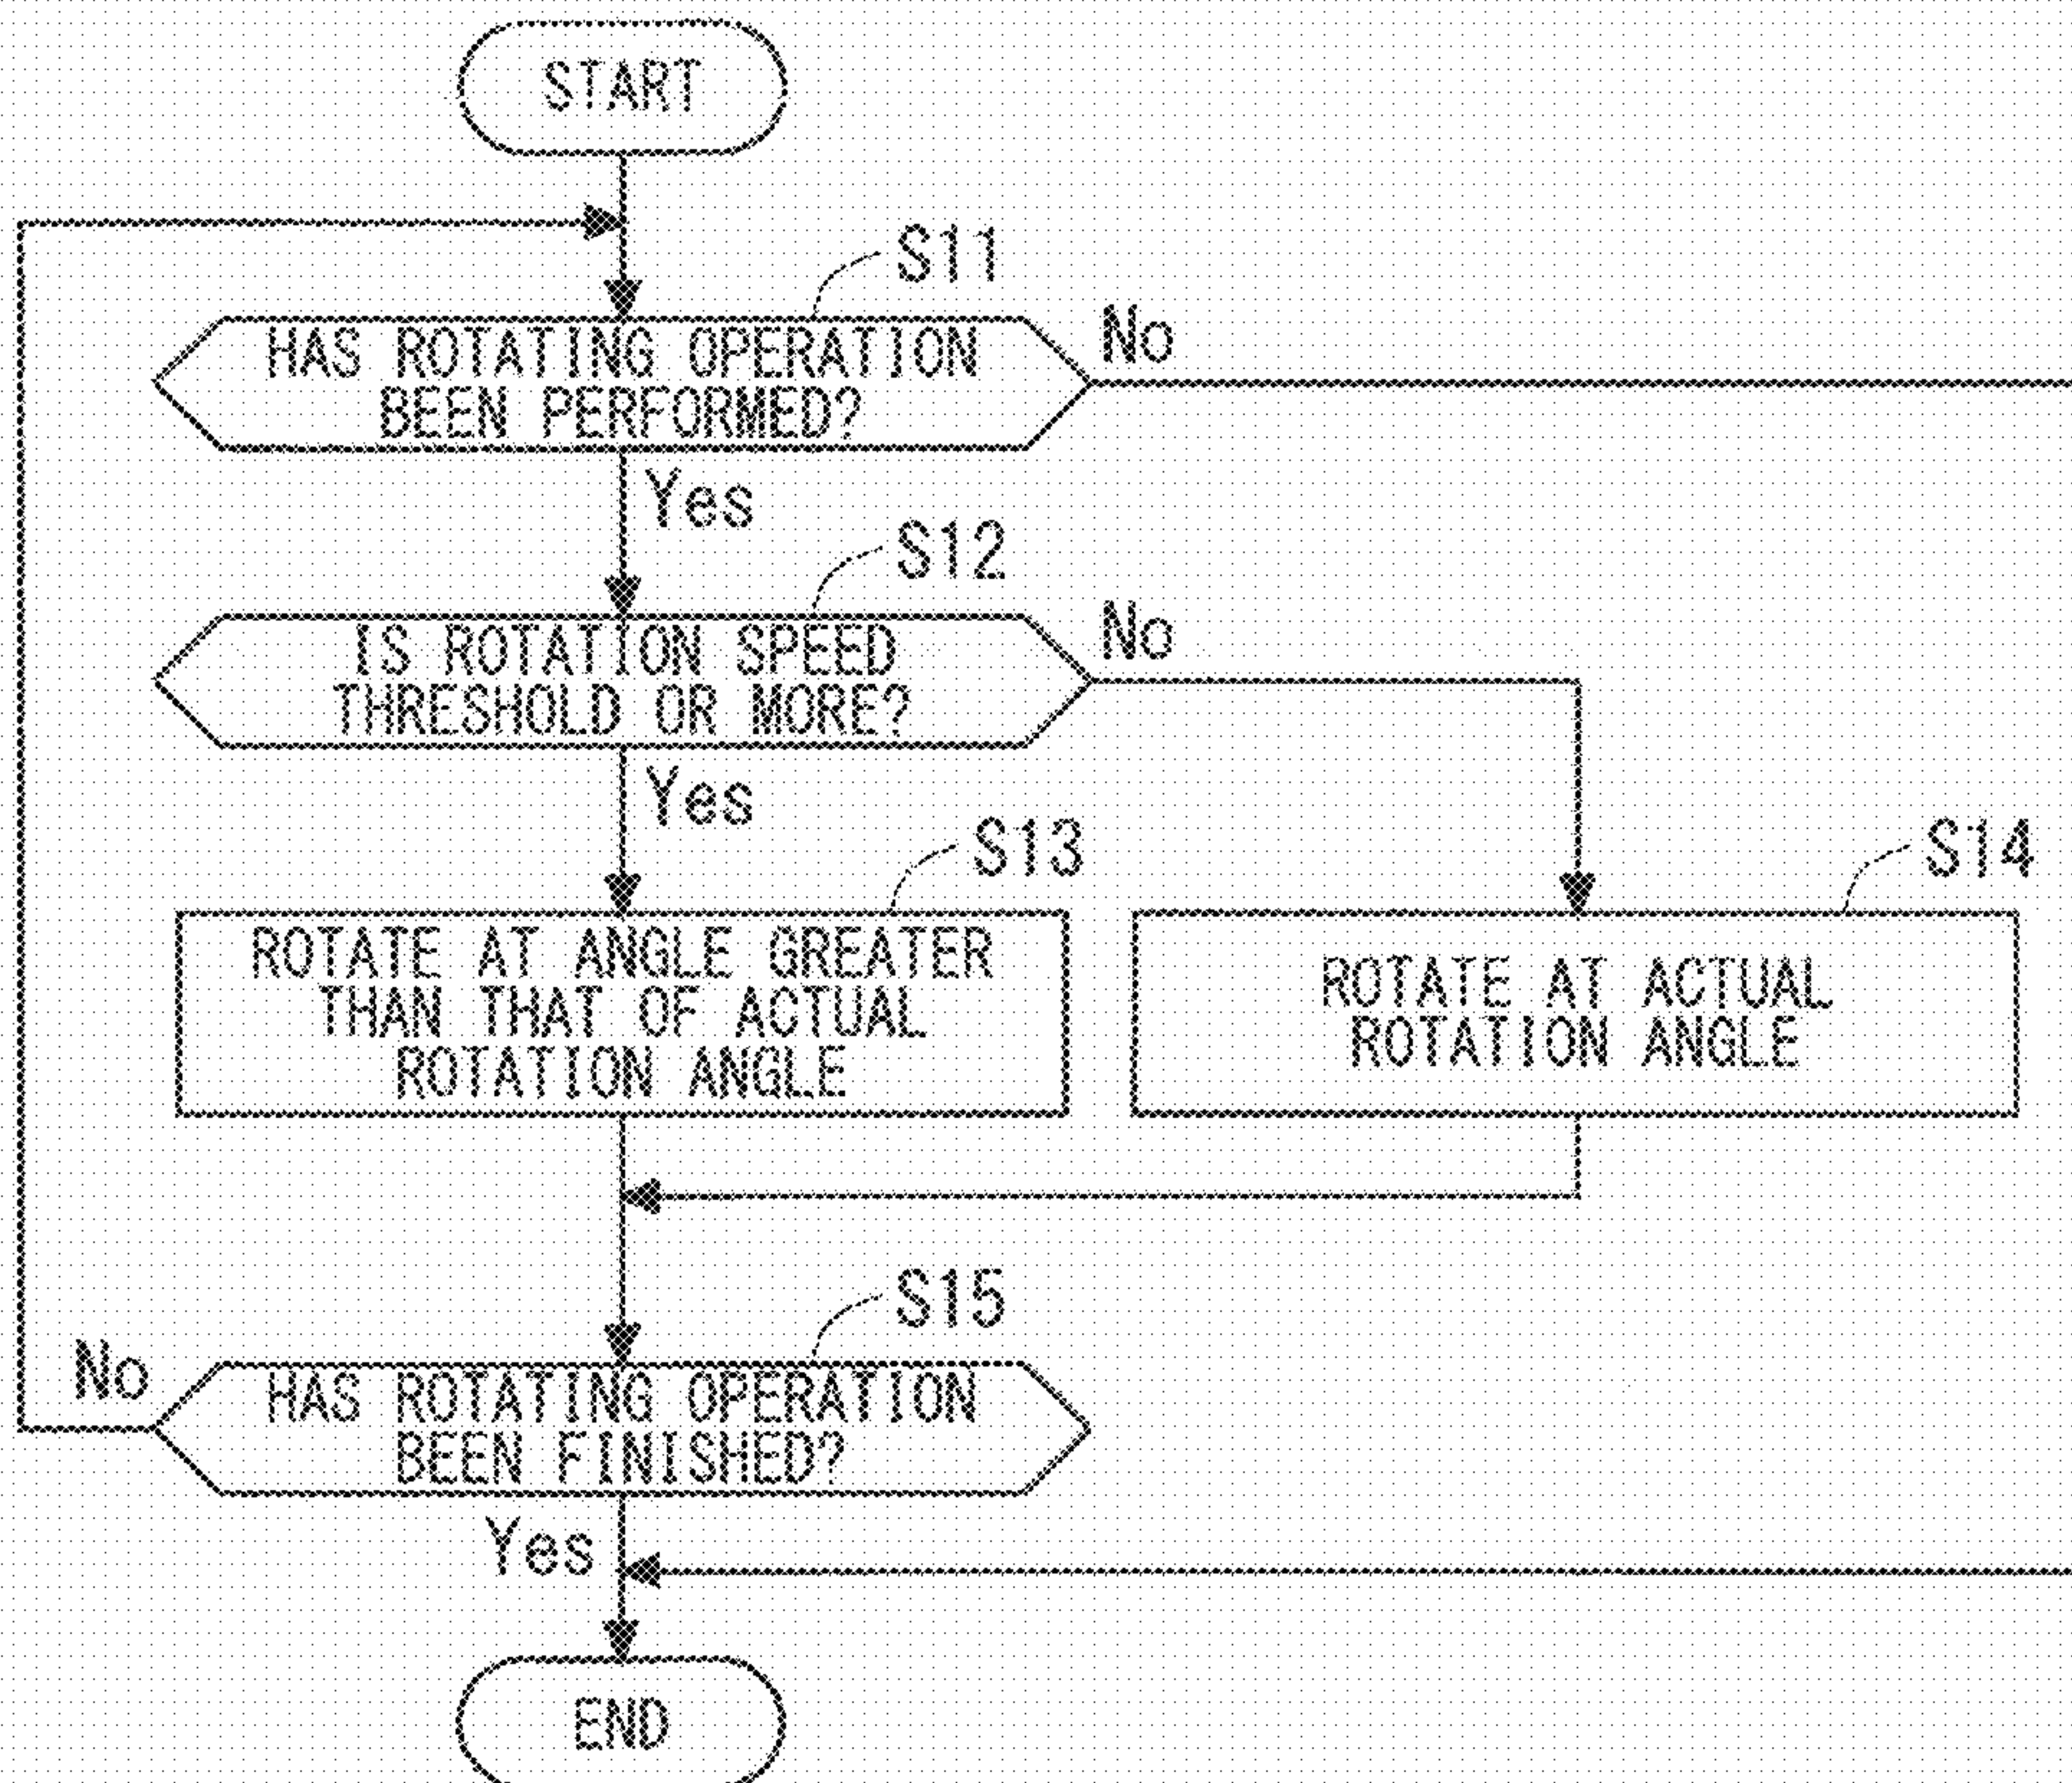 START
S11
HAS ROTATING OPERATION
BEEN PERFORMED?
No
Yes
S12
IS ROTATION SPEED
THRESHOLD OR MORE?
No
Yes
S13
ROTATE AT ANGLE GREATER
THAN THAT OF ACTUAL
ROTATION ANGLE
S14
ROTATE AT ACTUAL
ROTATION ANGLE
S15
HAS ROTATING OPERATION
BEEN FINISHED?
No
Yes
END